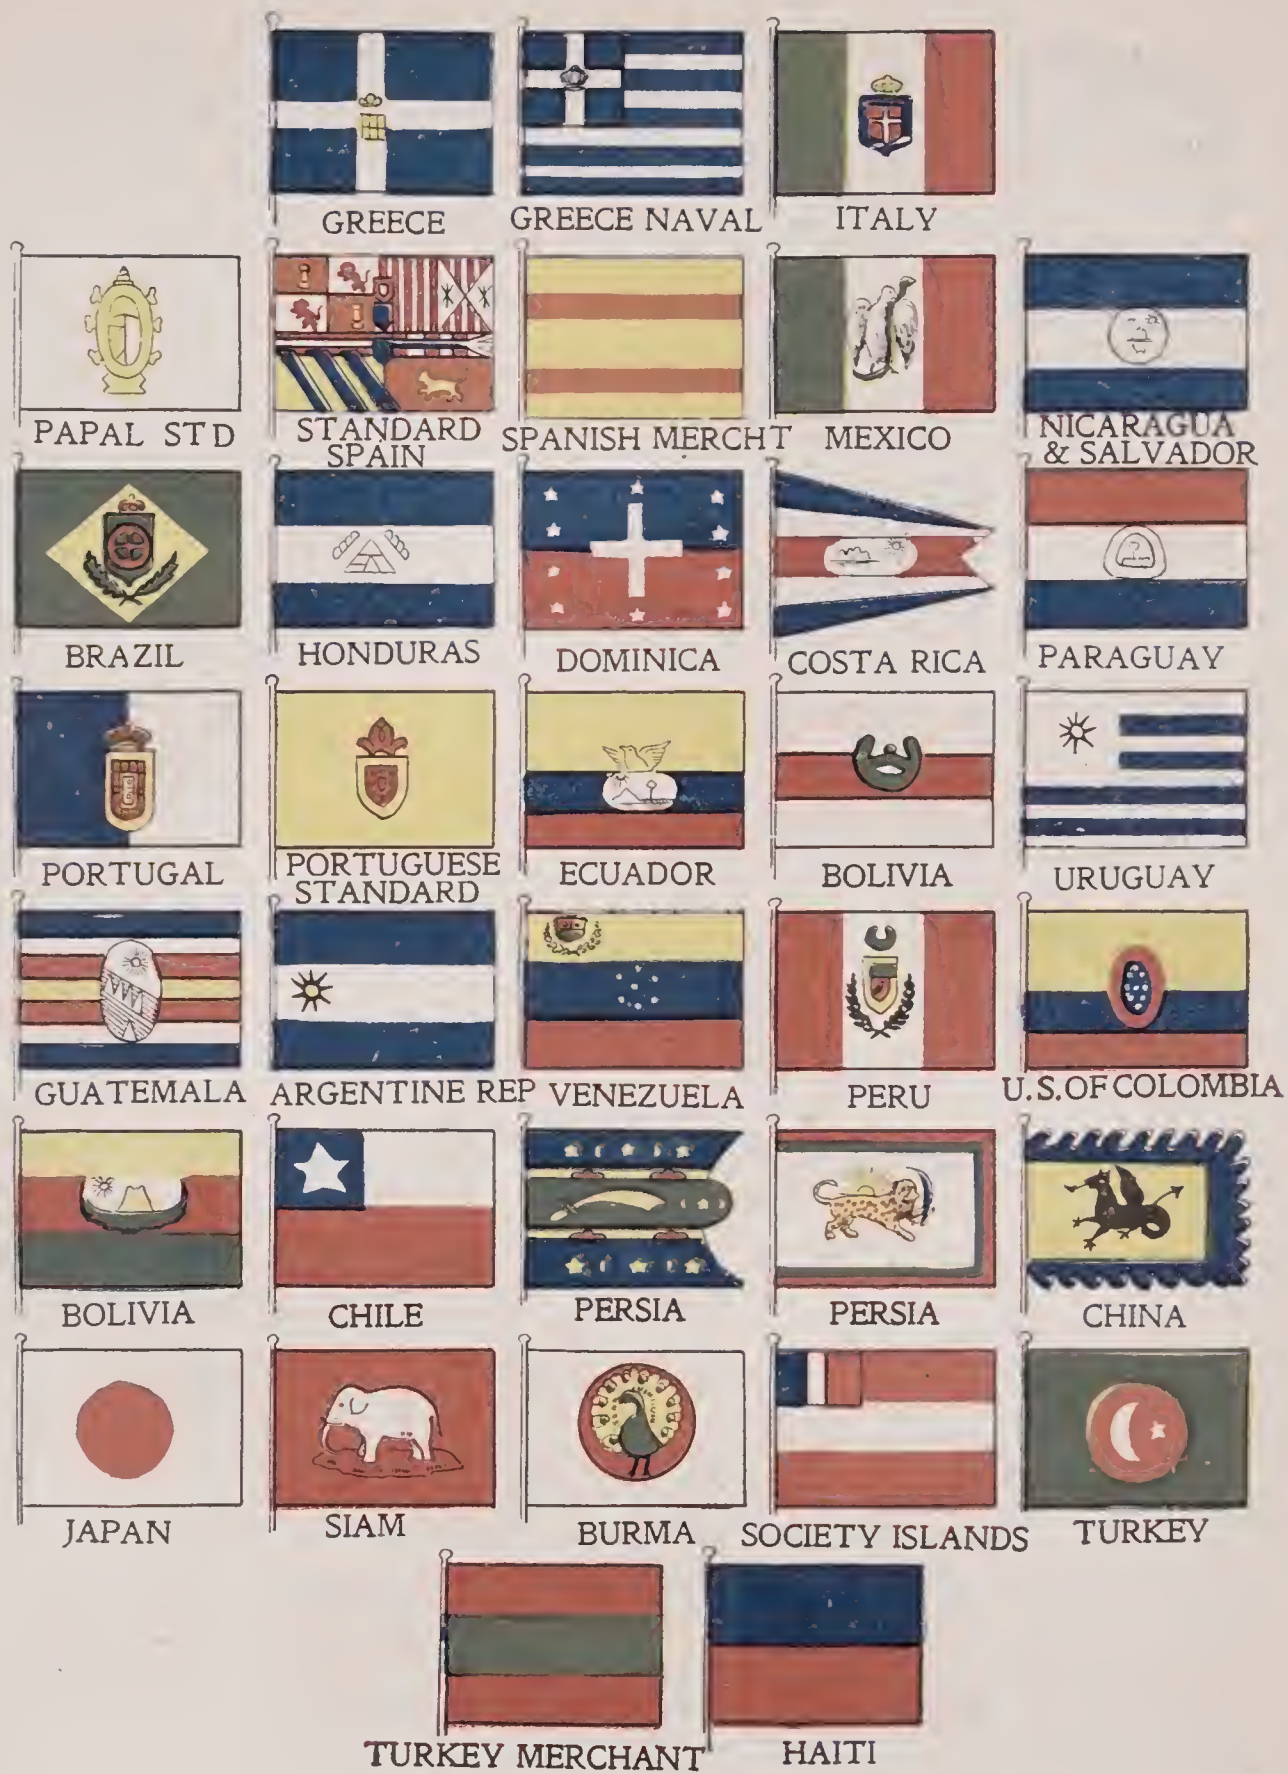 GREECE
GREECE NAVAL
ITALY
PAPAL STD
STANDARD
SPAIN
SPANISH MERCHT
MEXICO
NICARAGUA
& SALVADOR
BRAZIL
HONDURAS
DOMINICA
COSTA RICA
PARAGUAY
PORTUGAL
PORTUGUESE
STANDARD
ECUADOR
BOLIVIA
URUGUAY
GUATEMALA
ARGENTINE REP
VENEZUELA
PERU
U.S. OF COLOMBIA
BOLIVIA
CHILE
PERSIA
PERSIA
CHINA
JAPAN
SIAM
BURMA
SOCIETY ISLANDS
TURKEY
TURKEY MERCHANT
HAITI